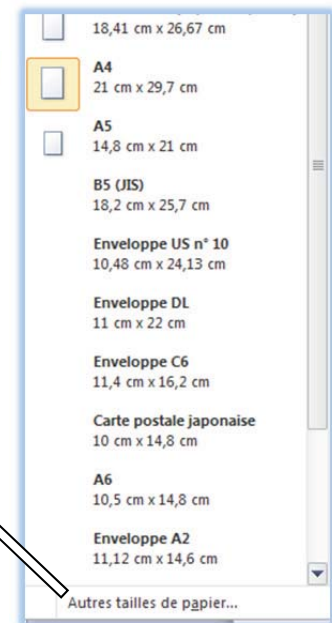 18,41 cm x 26,67 cm
A4
21 cm x 29,7 cm
A5
14,8 cm x 21 cm
B5 (JIS)
18,2 cm x 25,7 cm
Enveloppe US n° 10
10,48 cm x 24,13 cm
Enveloppe DL
11 cm x 22 cm
Enveloppe C6
11,4 cm x 16,2 cm
Carte postale japonaise
10 cm x 14,8 cm
A6
10,5 cm x 14,8 cm
Enveloppe A2
11,12 cm x 14,6 cm
Autres tailles de papier...